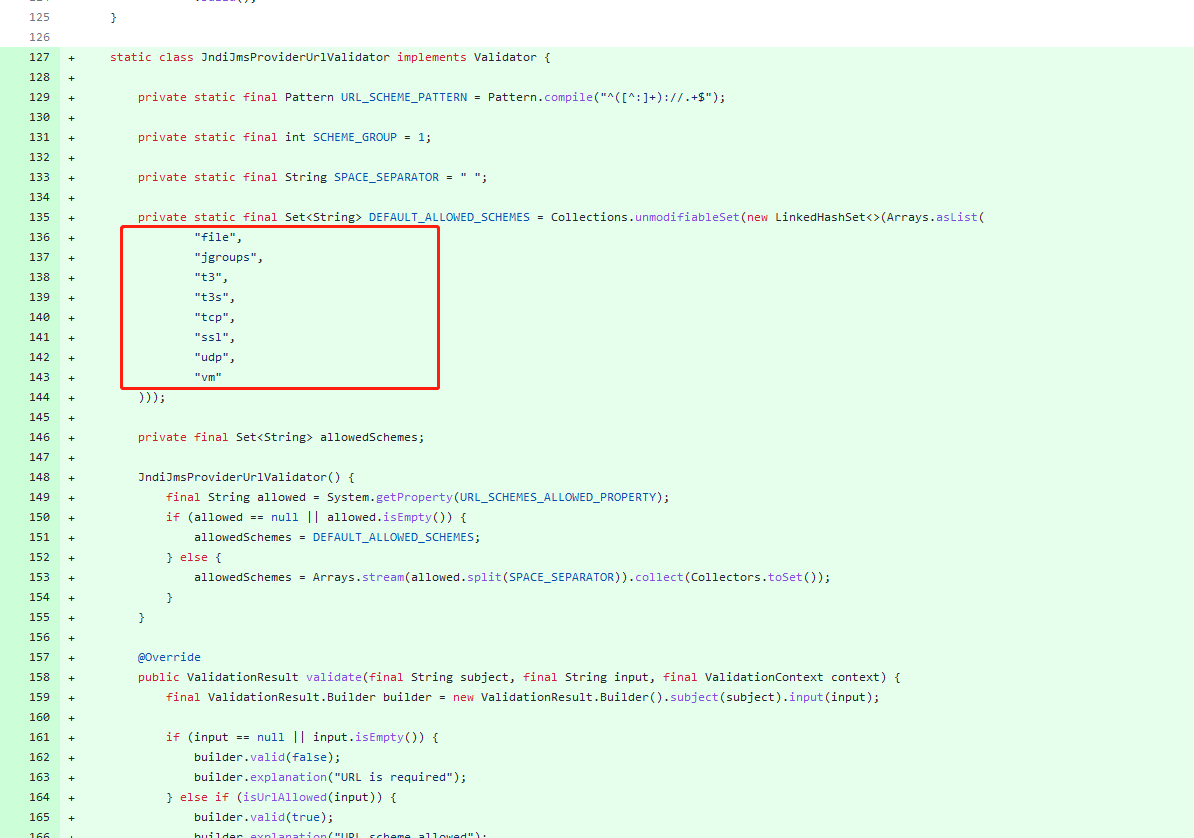 125 }
126
127 + static class JndiJmsProviderUrlValidator implements Validator {
128 +
129 + private static final Pattern URL_SCHEME_PATTERN = Pattern.compile("^([^:]+)://.+$");
130 +
131 + private static final int SCHEME_GROUP = 1;
132 +
133 + private static final String SPACE_SEPARATOR = " ";
134 +
135 + private static final Set<String> DEFAULT_ALLOWED_SCHEMES = Collections.unmodifiableSet(new LinkedHashSet<>(Arrays.asList(
136 + "file",
137 + "jgroups",
138 + "t3",
139 + "t3s",
140 + "tcp",
141 + "ssl",
142 + "udp",
143 + "vm"
144 + )));
145 +
146 + private final Set<String> allowedSchemes;
147 +
148 + JndiJmsProviderUrlValidator() {
149 + final String allowed = System.getProperty(URL_SCHEMES_ALLOWED_PROPERTY);
150 + if (allowed == null || allowed.isEmpty()) {
151 + allowedSchemes = DEFAULT_ALLOWED_SCHEMES;
152 + } else {
153 + allowedSchemes = Arrays.stream(allowed.split(SPACE_SEPARATOR)).collect(Collectors.toSet());
154 + }
155 + }
156 +
157 + @Override
158 + public ValidationResult validate(final String subject, final String input, final ValidationContext context) {
159 + final ValidationResult.Builder builder = new ValidationResult.Builder().subject(subject).input(input);
160 +
161 + if (input == null || input.isEmpty()) {
162 + builder.valid(false);
163 + builder.explanation("URL is required");
164 + } else if (isUrlAllowed(input)) {
165 + builder.valid(true);
166 + builder.explanation("URL scheme allowed");